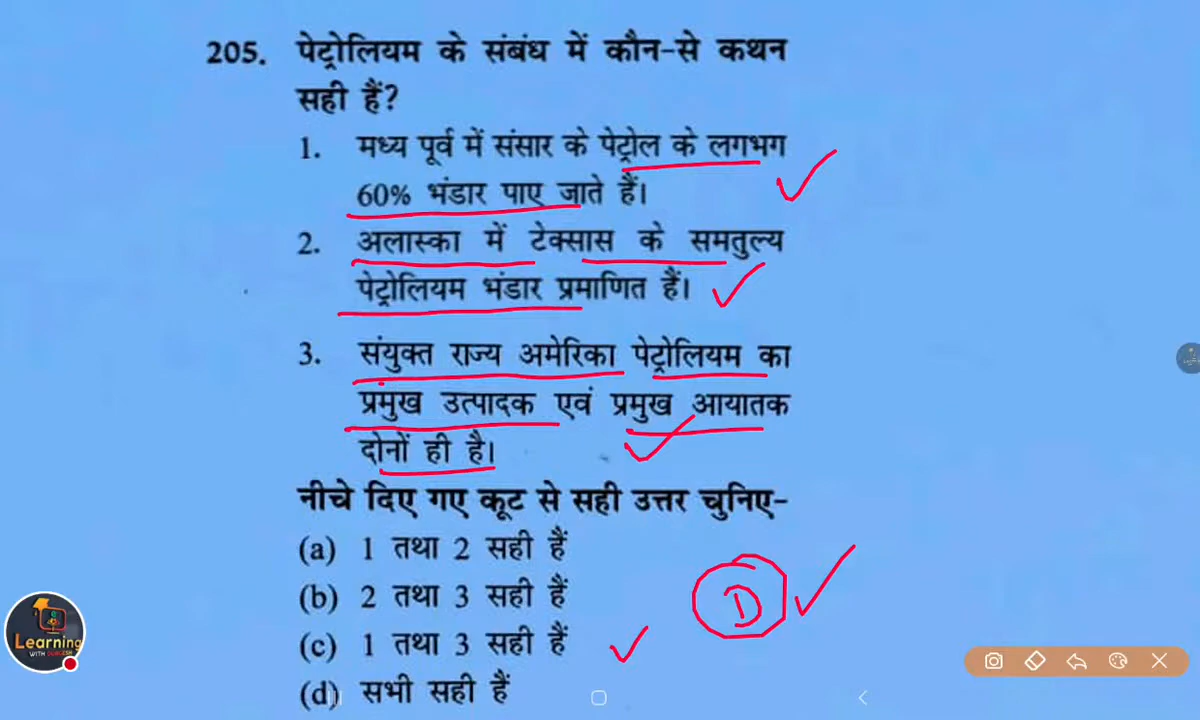 205. पेट्रोलियम के संबंध में कौन-से कथन
सही हैं?
1. मध्य पूर्व में संसार के पेट्रोल के लगभग
60% भंडार पाए जाते हैं।
2. अलास्का में टेक्सास के समतुल्य
पेट्रोलियम भंडार प्रमाणित हैं।
3. संयुक्त राज्य अमेरिका पेट्रोलियम का
प्रमुख उत्पादक एवं प्रमुख आयातक
दोनों ही है।
नीचे दिए गए कूट से सही उत्तर चुनिए-
(a) 1 तथा 2 सही हैं
(b) 2 तथा 3 सही हैं
D
(c) 1 तथा 3 सही हैं
(d) सभी सही हैं
Learning